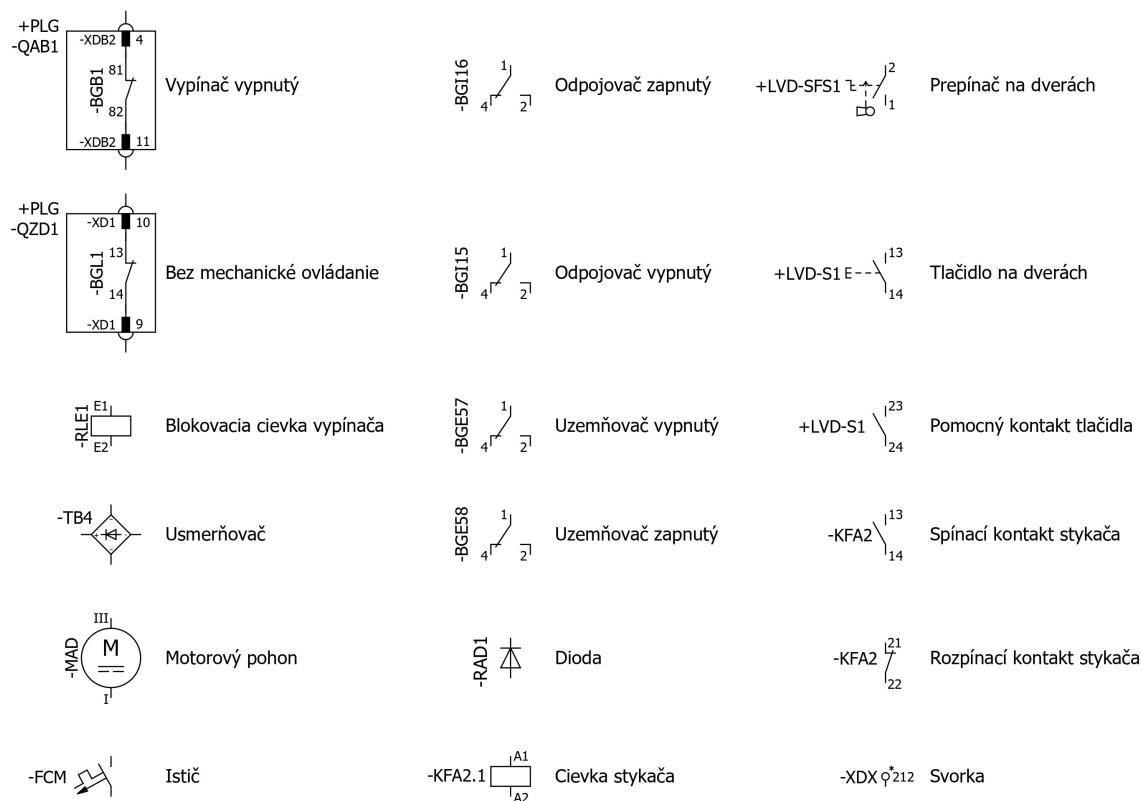 +PLG
-QAB1
-XDB2 4
81
-BGB1
82
-XDB2 11
Vypínač vypnutý
1
-BGI16
4 2
Odpojovač zapnutý
+LVD-SFS1
2
1
Prepínač na dverách
+PLG
-QZD1
-XD1 10
13
-BGL1
14
-XD1 9
Bez mechanické ovládanie
1
-BGI15
4 2
Odpojovač vypnutý
+LVD-S1
13
14
Tlačidlo na dverách
E1
-RLE1
E2
Blokovacia cievka vypínača
1
-BGE57
4 2
Uzemňovač vypnutý
+LVD-S1
23
24
Pomocný kontakt tlačidla
-TB4
Usmerňovač
1
-BGE58
4 2
Uzemňovač zapnutý
-KFA2
13
14
Spínací kontakt stykača
III
-MAD
M
I
Motorový pohon
-RAD1
Dioda
-KFA2
21
22
Rozpínací kontakt stykača
-FCM
Istič
-KFA2.1
A1
A2
Cievka stykača
-XDX *212 Svorka